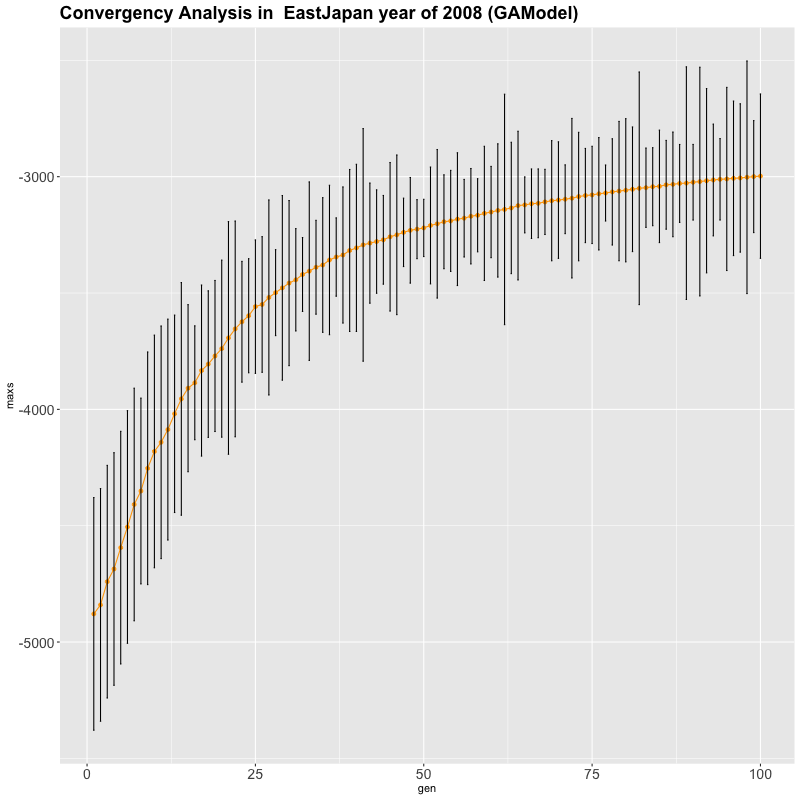 Convergency Analysis in  EastJapan year of 2008 (GAModel)
maxs
-3000
-4000
-5000
0 25 50 75 100
gen